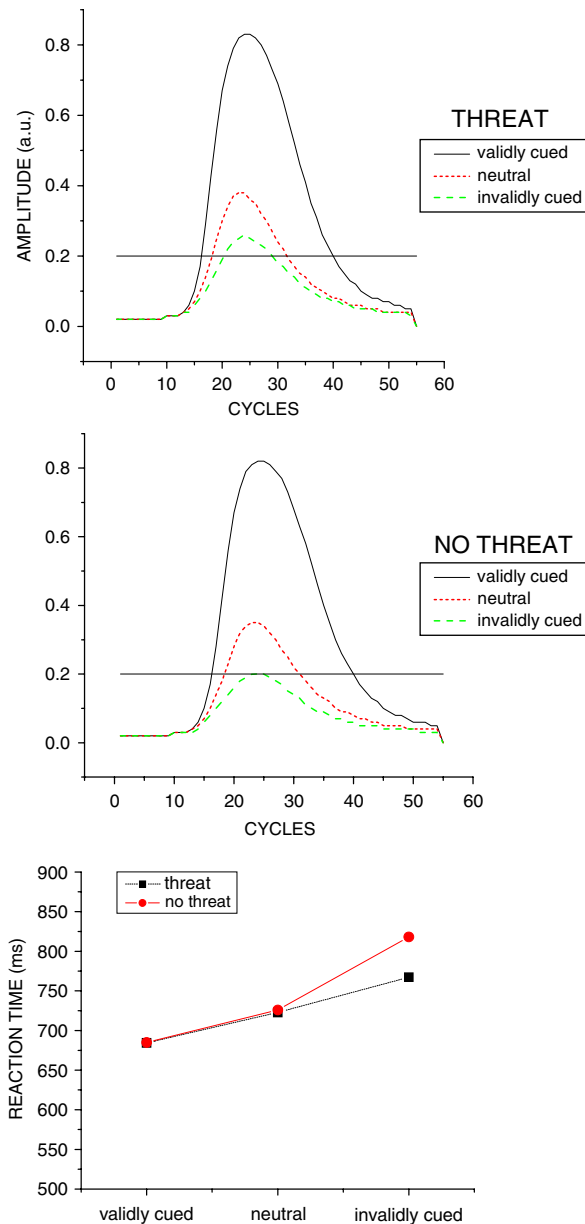 0.8
0.6
0.4
0.2
0.0
AMPLITUDE (a.u.)
0 10 20 30 40 50 60
CYCLES
THREAT
validly cued
neutral
invalidly cued
0.8
0.6
0.4
0.2
0.0
0 10 20 30 40 50 60
CYCLES
NO THREAT
validly cued
neutral
invalidly cued
900
850
800
750
700
650
600
550
500
REACTION TIME (ms)
threat
no threat
validly cued neutral invalidly cued